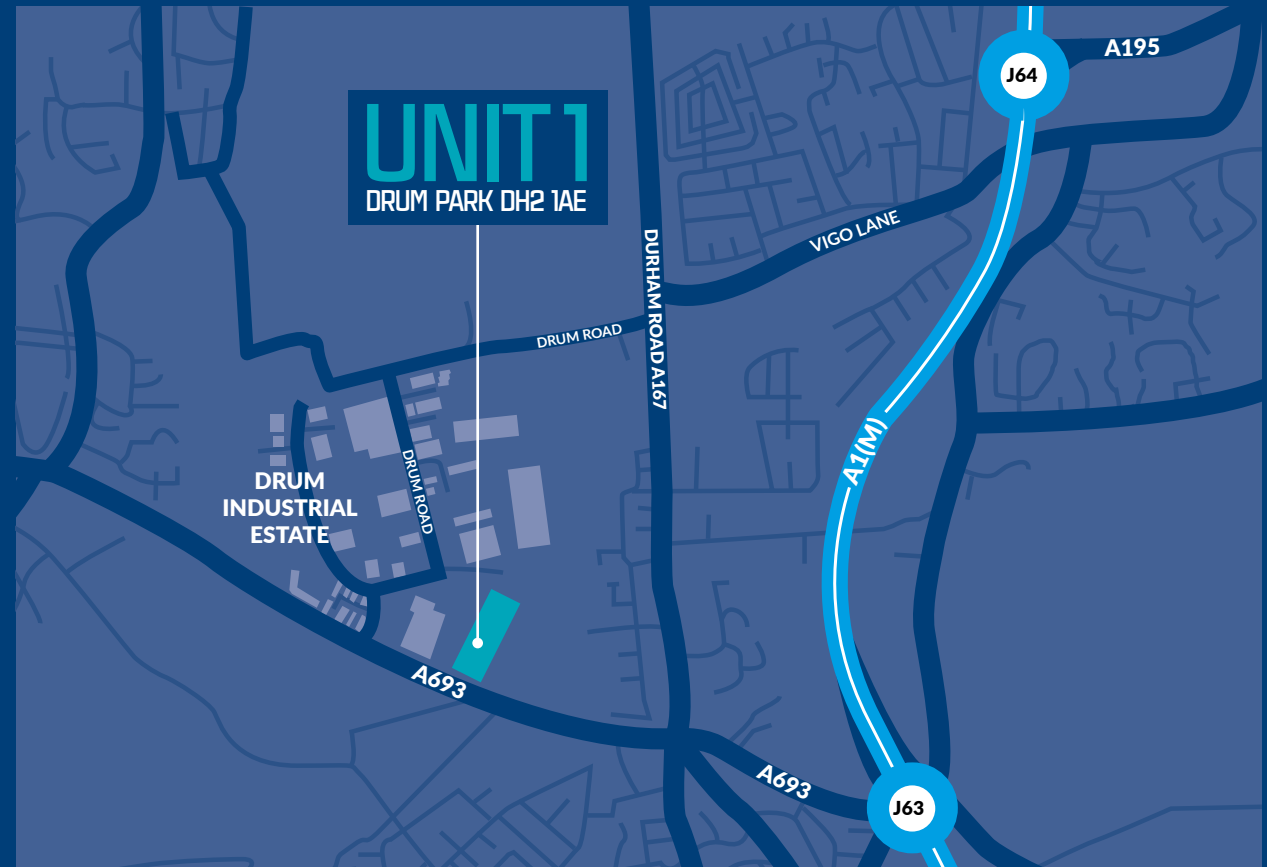 A195
J64
UNIT 1
DRUM PARK DH2 1AE
VIGO LANE
DURHAM ROAD A167
DRUM ROAD
A1(M)
DRUM ROAD
DRUM
INDUSTRIAL
ESTATE
A693
A693
J63